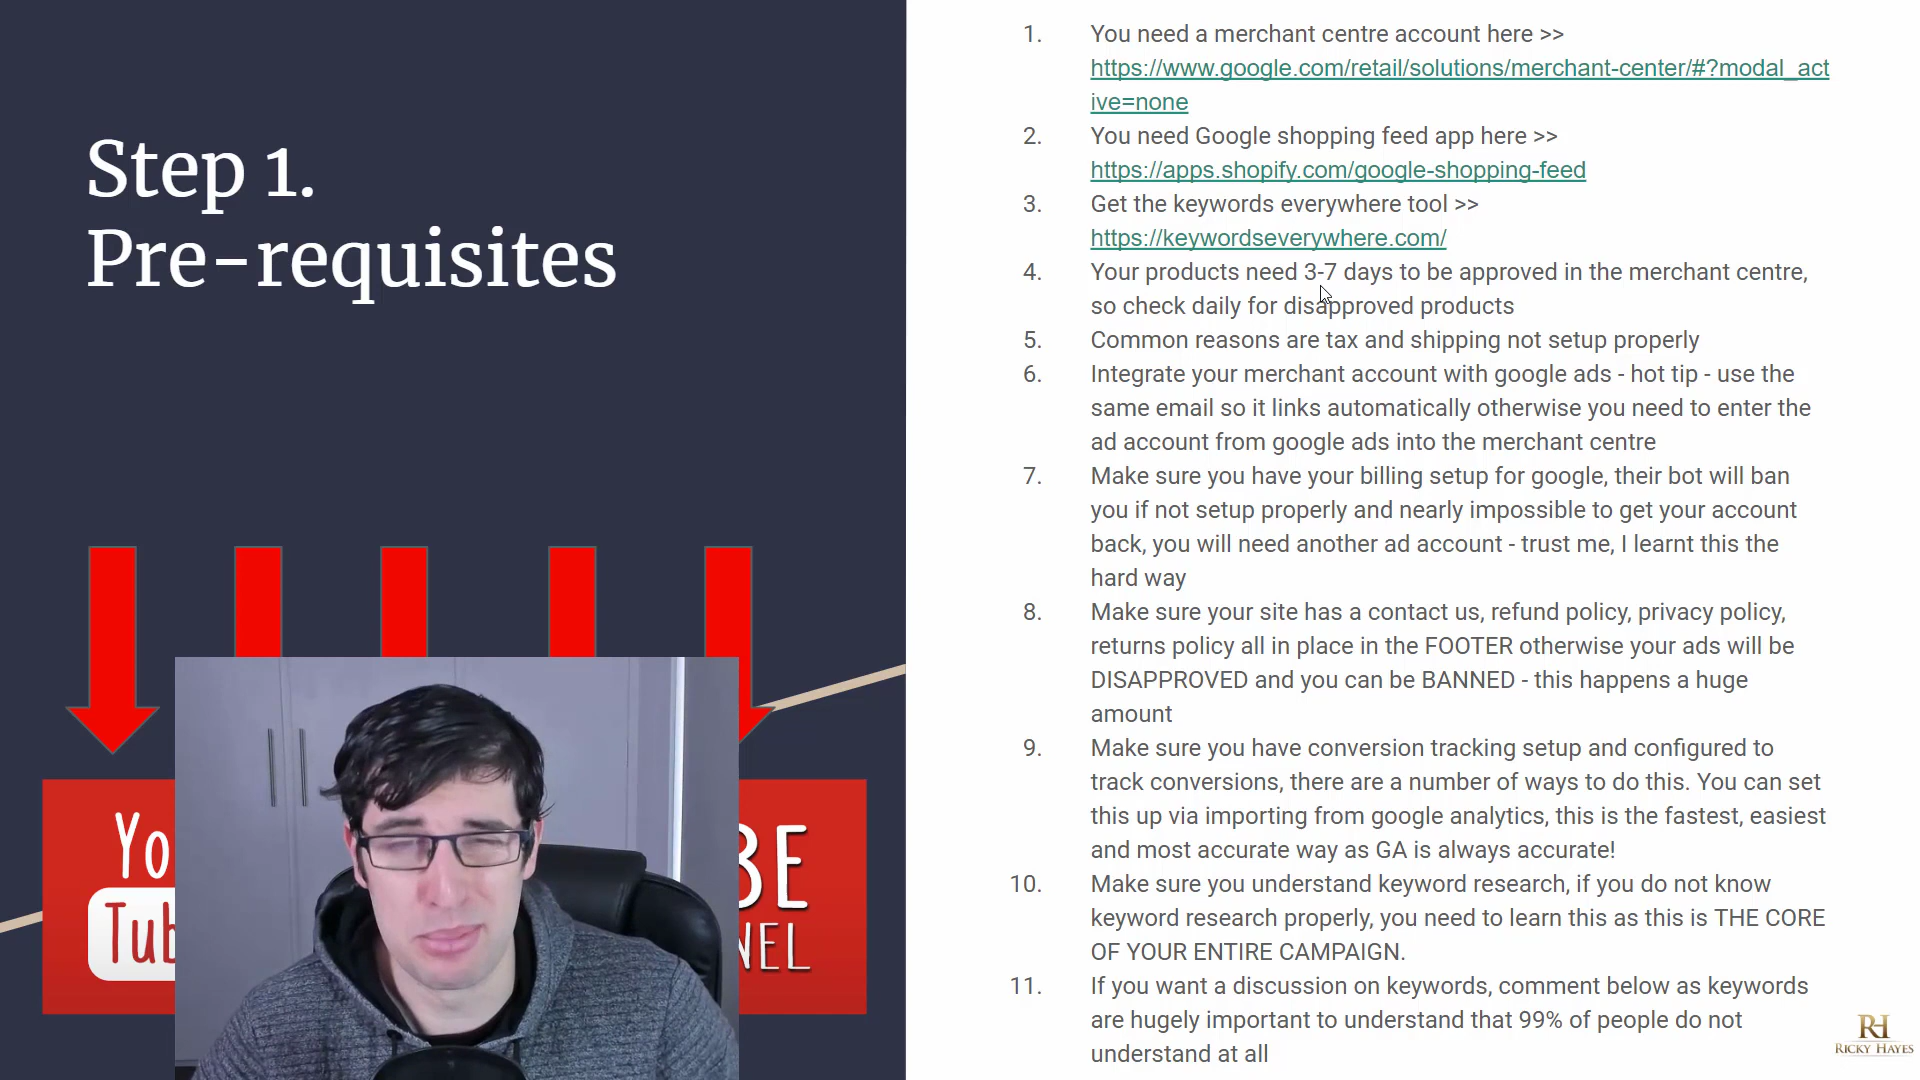 Step 1.
Pre-requisites
1. You need a merchant centre account here >>
https://www.google.com/retail/solutions/merchant-center/#?modal_act
ive=none
2. You need Google shopping feed app here >>
https://apps.shopify.com/google-shopping-feed
3. Get the keywords everywhere tool >>
https://keywordseverywhere.com/
4. Your products need 3-7 days to be approved in the merchant centre,
so check daily for disapproved products
5. Common reasons are tax and shipping not setup properly
6. Integrate your merchant account with google ads - hot tip - use the
same email so it links automatically otherwise you need to enter the
ad account from google ads into the merchant centre
7. Make sure you have your billing setup for google, their bot will ban
you if not setup properly and nearly impossible to get your account
back, you will need another ad account - trust me, I learnt this the
hard way
8. Make sure your site has a contact us, refund policy, privacy policy,
returns policy all in place in the FOOTER otherwise your ads will be
DISAPPROVED and you can be BANNED - this happens a huge
amount
9. Make sure you have conversion tracking setup and configured to
track conversions, there are a number of ways to do this. You can set
this up via importing from google analytics, this is the fastest, easiest
and most accurate way as GA is always accurate!
10. Make sure you understand keyword research, if you do not know
keyword research properly, you need to learn this as this is THE CORE
OF YOUR ENTIRE CAMPAIGN.
11. If you want a discussion on keywords, comment below as keywords
are hugely important to understand that 99% of people do not
understand at all
Yo
Tub
BE
NEL
RH
RICKY HAYES